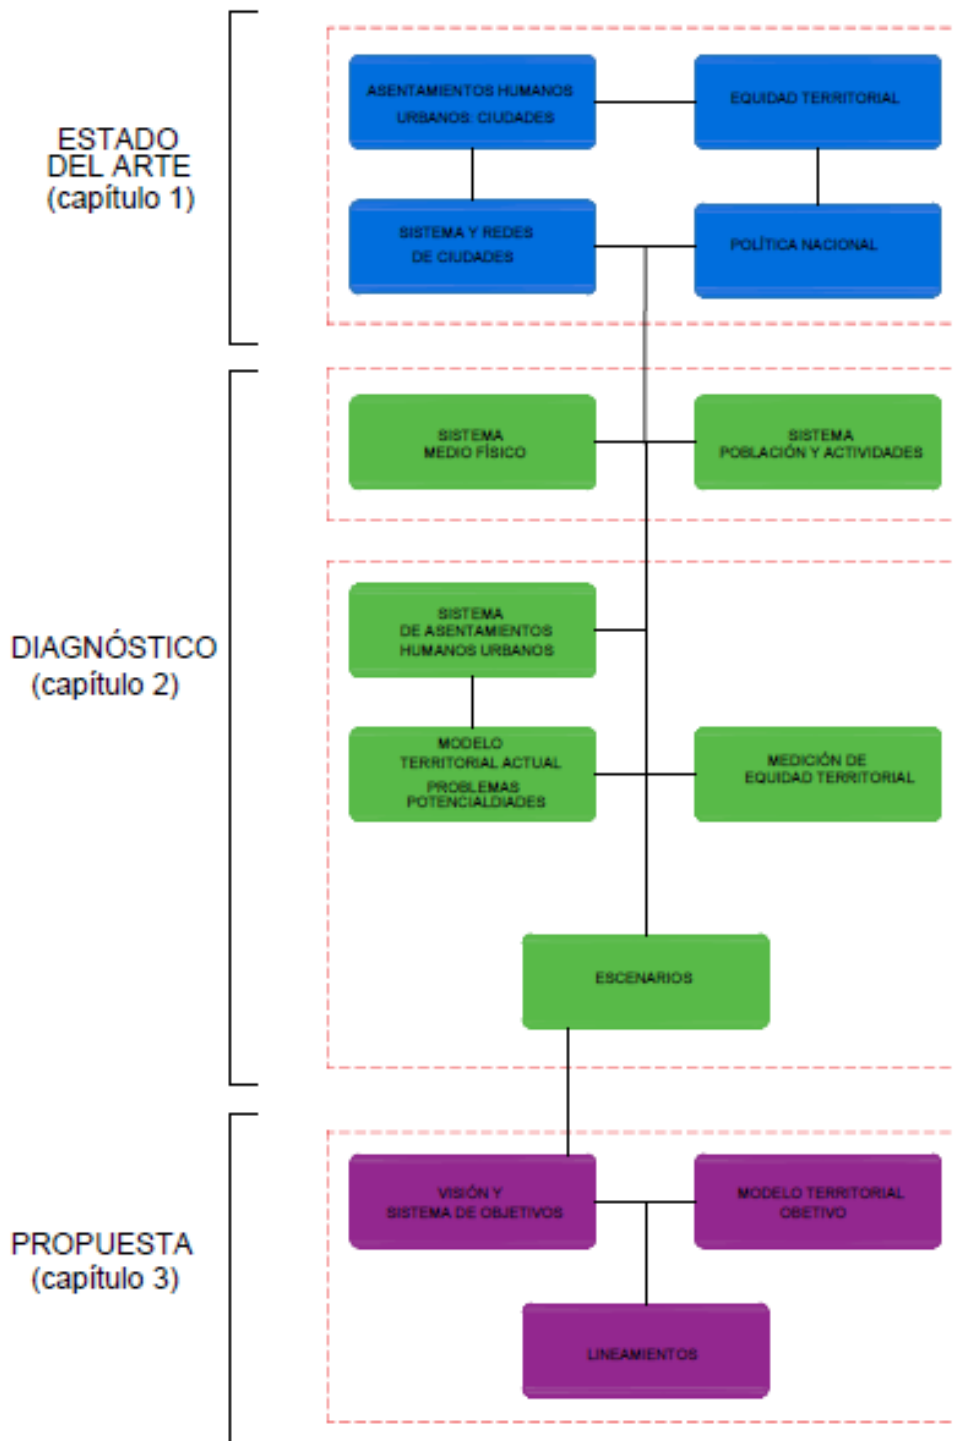 ESTADO
DEL ARTE
(capítulo 1)
ASENTAMIENTOS HUMANOS
URBANOS: CIUDADES
EQUIDAD TERRITORIAL
SISTEMA Y REDES
DE CIUDADES
POLÍTICA NACIONAL
DIAGNÓSTICO
(capítulo 2)
SISTEMA
MEDIO FÍSICO
SISTEMA
POBLACIÓN Y ACTIVIDADES
SISTEMA
DE ASENTAMIENTOS
HUMANOS URBANOS
MODELO
TERRITORIAL ACTUAL
PROBLEMAS
POTENCIALDIADES
MEDICIÓN DE
EQUIDAD TERRITORIAL
ESCENARIOS
PROPUESTA
(capítulo 3)
VISIÓN Y
SISTEMA DE OBJETIVOS
MODELO TERRITORIAL
OBETIVO
LINEAMIENTOS